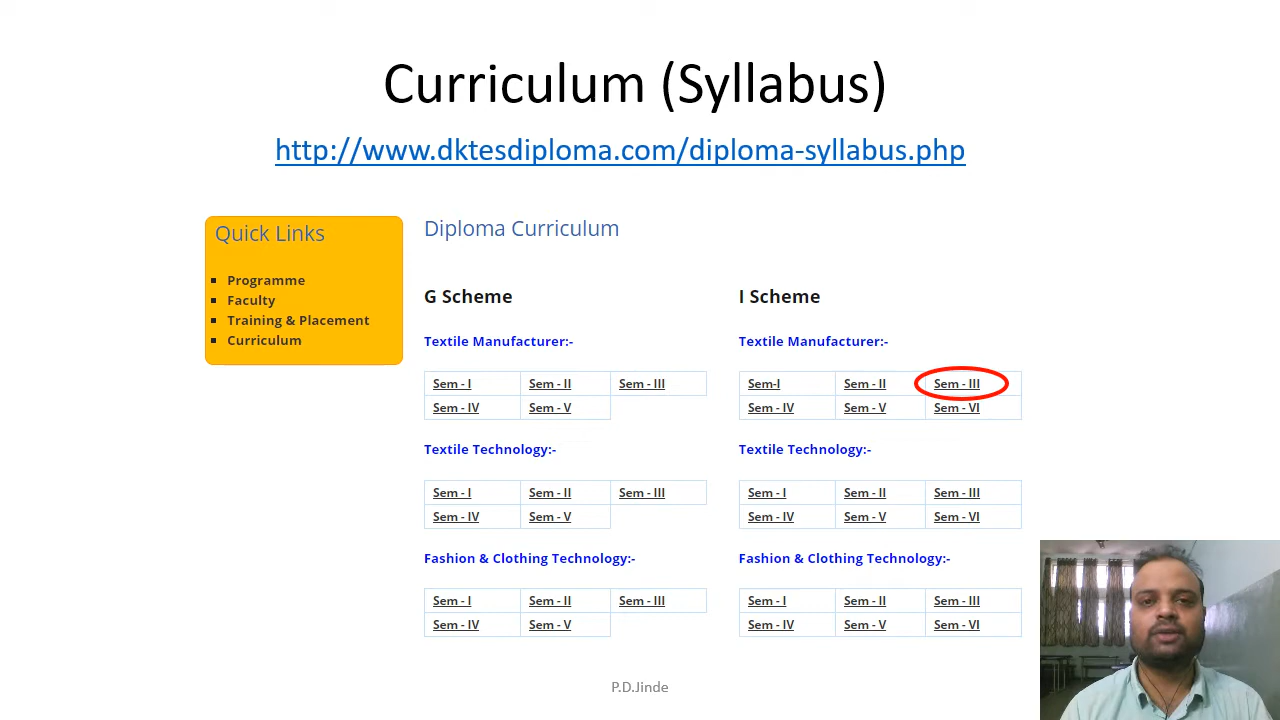 Curriculum (Syllabus)
http://www.dktesdiploma.com/diploma-syllabus.php
Quick Links
Programme
Faculty
Training & Placement
Curriculum
Diploma Curriculum
G Scheme
Textile Manufacturer:-
Sem - I Sem - II Sem - III
Sem - IV Sem - V
Textile Technology:-
Sem - I Sem - II Sem - III
Sem - IV Sem - V
Fashion & Clothing Technology:-
Sem - I Sem - II Sem - III
Sem - IV Sem - V
I Scheme
Textile Manufacturer:-
Sem-I Sem - II Sem - III
Sem - IV Sem - V Sem - VI
Textile Technology:-
Sem - I Sem - II Sem - III
Sem - IV Sem - V Sem - VI
Fashion & Clothing Technology:-
Sem - I Sem - II Sem - III
Sem - IV Sem - V Sem - VI
P.D.Jinde